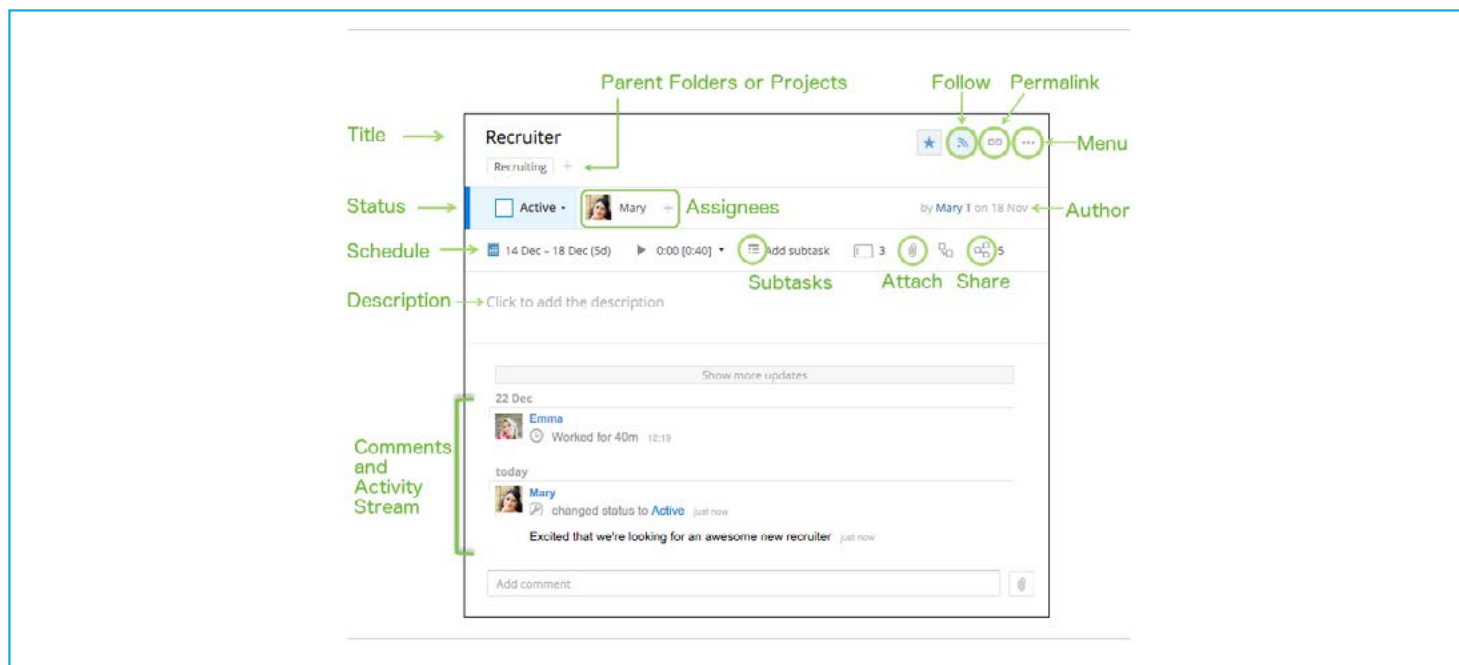 Parent Folders or Projects
Follow
Permalink
Title
Recruiter
Menu
Recruiting +
Status
Active
Mary +
Assignees
by Mary T on 18 Nov
Author
Schedule
14 Dec – 18 Dec (5d)
0:00 [0:40]
Add subtask
3
5
Subtasks
Attach
Share
Description
Click to add the description
Show more updates
22 Dec
Emma
Worked for 40m 12:13
Comments
and
Activity
Stream
today
Mary
changed status to Active just now
Excited that we're looking for an awesome new recruiter just now
Add comment